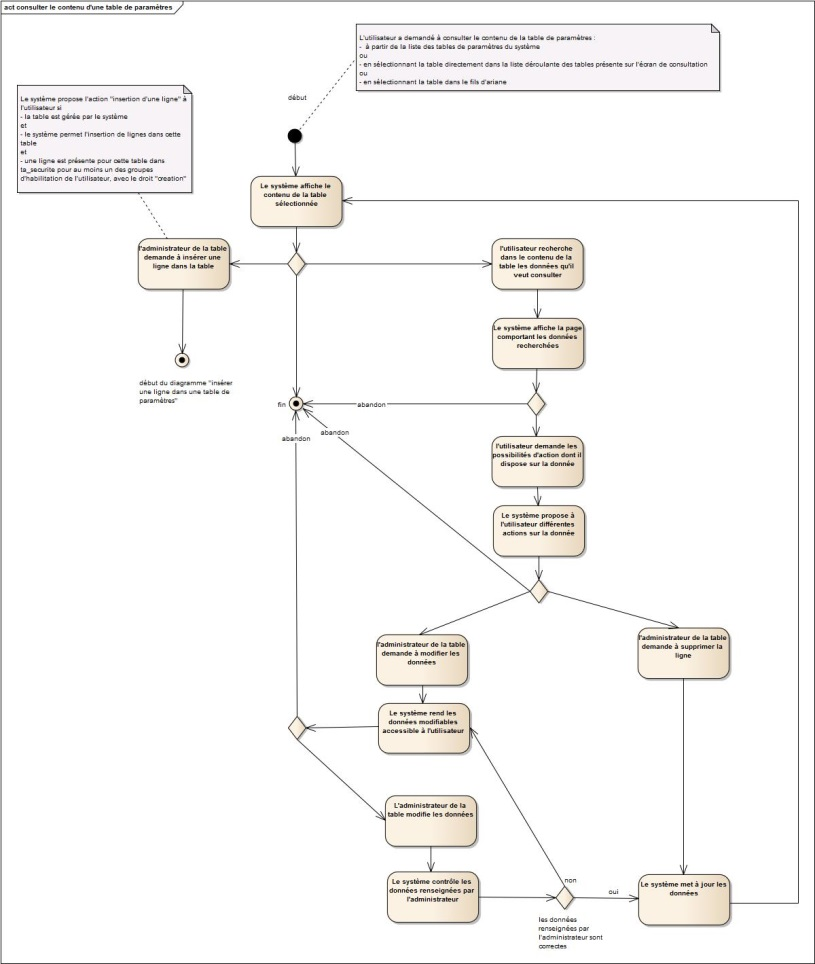 act consulter le contenu d'une table de paramètres
L'utilisateur a demandé à consulter le contenu de la table de paramètres :
- à partir de la liste des tables de paramètres du système
ou
- en sélectionnant la table directement dans la liste déroulante des tables présente sur l'écran de consultation
ou
- en sélectionnant la table dans le fils d'ariane
Le système propose l'action "insertion d'une ligne" à
l'utilisateur si
- la table est gérée par le système
et
- le système permet l'insertion de lignes dans cette
table
et
- une ligne est présente pour cette table dans
ta_securite pour au moins un des groupes
d'habilitation de l'utilisateur, avec le droit "creation"
début
Le système affiche le
contenu de la table
sélectionnée
l'administrateur de la table
demande à insérer une
ligne dans la table
l'utilisateur recherche
dans le contenu de la
table les données qu'il
veut consulter
Le système affiche la page
comportant les données
recherchées
début du diagramme "insérer
une ligne dans une table de
paramètres"
fin
abandon
abandon
abandon
l'utilisateur demande les
possibilités d'action dont il
dispose sur la donnée
Le système propose à
l'utilisateur différentes
actions sur la donnée
l'administrateur de la table
demande à modifier les
données
l'administrateur de la table
demande à supprimer la
ligne
Le système rend les
données modifiables
accessible à l'utilisateur
L'administrateur de la
table modifie les données
Le système contrôle les
données renseignées par
l'administrateur
non
oui
Le système met à jour les
données
les données
renseignées par
l'administrateur sont
correctes